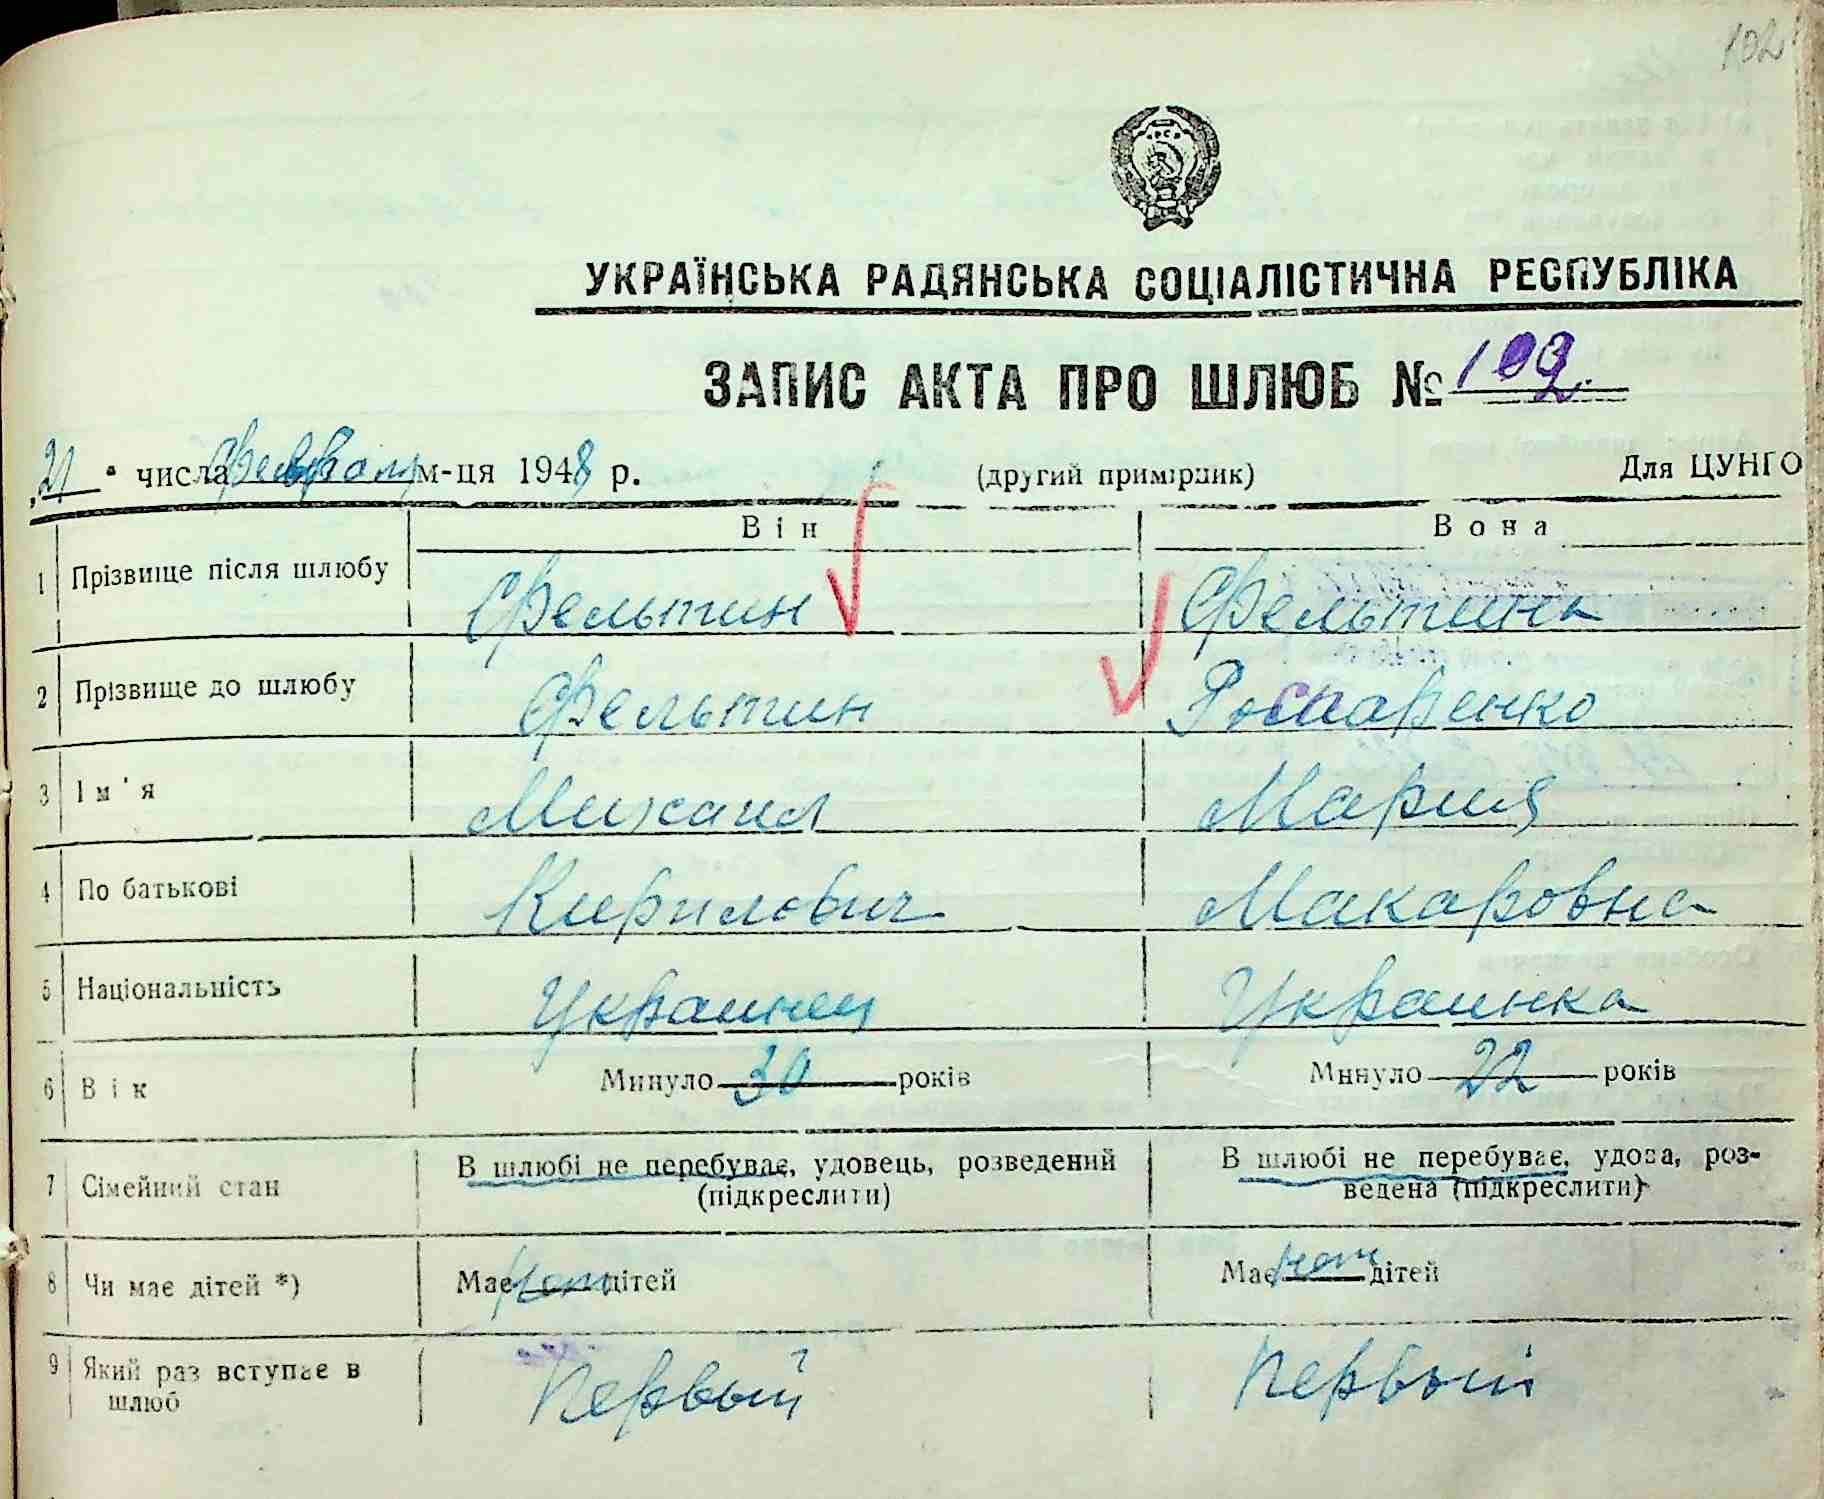 102
УКРАЇНСЬКА РАДЯНСЬКА СОЦІАЛІСТИЧНА РЕСПУБЛІКА
ЗАПИС АКТА ПРО ШЛЮБ № 102.
„21 “ числа февраля м-ця 1948 р. (другий примірник) Для ЦУНГО
Він Вона
1 Прізвище після шлюбу Фельтин Фельтина
2 Прізвище до шлюбу Фельтин
3 Ім'я Михаил Мария
4 По батькові Кирилович Макаровна
5 Національність Украинец Украинка
6 Вік Минуло 30 років Минуло 22 років
7 Сімейний стан В шлюбі не перебуває, удовець, розведений (підкреслити) В шлюбі не перебуває, удова, розведена (підкреслити)
8 Чи має дітей *) Має нет дітей Має нет дітей
9 Який раз вступає в шлюб Первый Первый